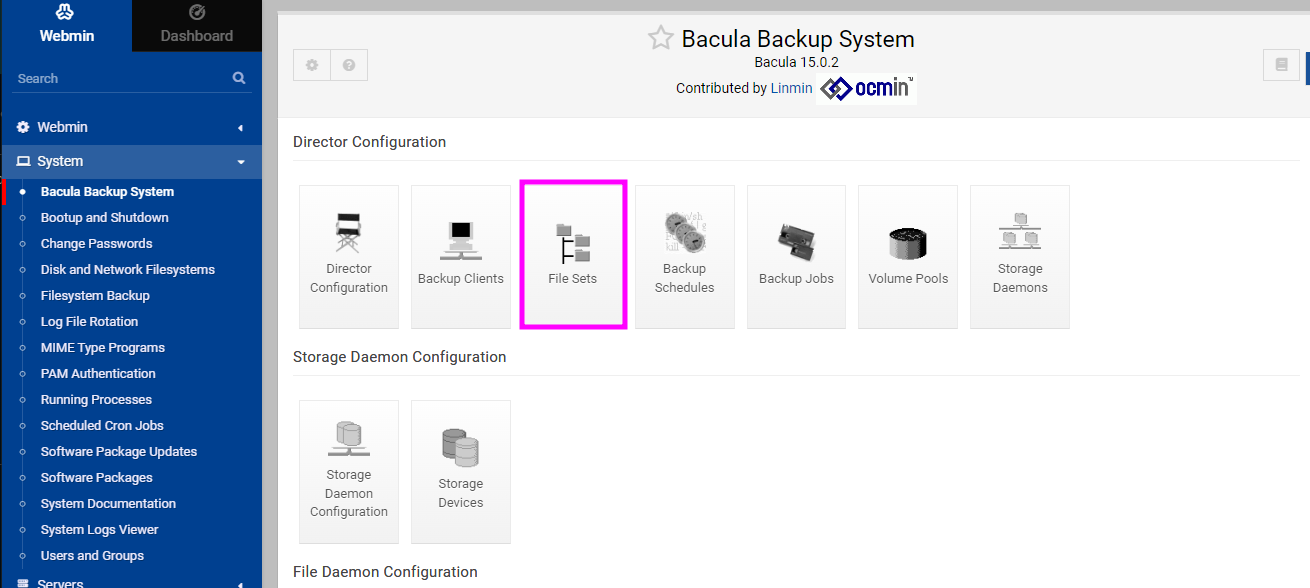 Webmin
Dashboard
Search
Webmin
System
Bacula Backup System
Bootup and Shutdown
Change Passwords
Disk and Network Filesystems
Filesystem Backup
Log File Rotation
MIME Type Programs
PAM Authentication
Running Processes
Scheduled Cron Jobs
Software Package Updates
Software Packages
System Documentation
System Logs Viewer
Users and Groups
Servers
Bacula Backup System
Bacula 15.0.2
Contributed by Linmin ocmin™
Director Configuration
Director
Configuration
Backup Clients
File Sets
Backup
Schedules
Backup Jobs
Volume Pools
Storage
Daemons
Storage Daemon Configuration
Storage
Daemon
Configuration
Storage
Devices
File Daemon Configuration